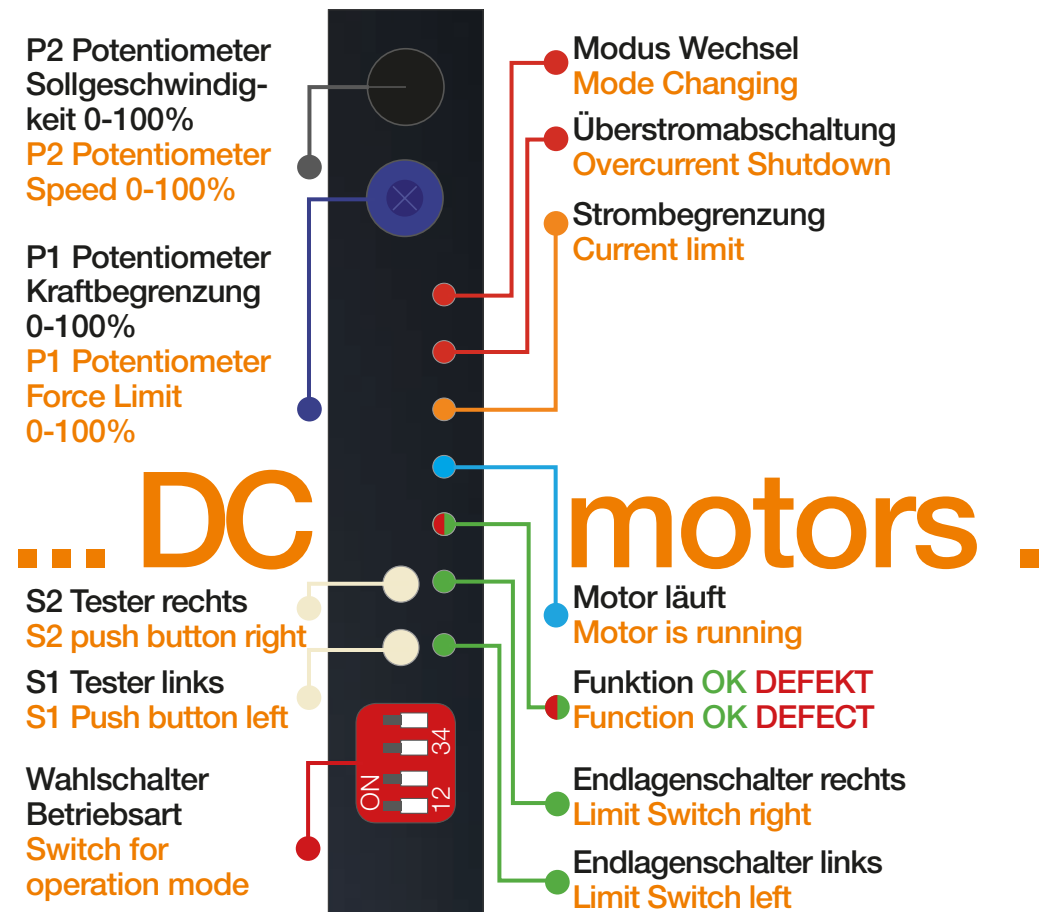 P2 Potentiometer
Sollgeschwindig-
keit 0-100%
P2 Potentiometer
Speed 0-100%
P1 Potentiometer
Kraftbegrenzung
0-100%
P1 Potentiometer
Force Limit
0-100%
Modus Wechsel
Mode Changing
Überstromabschaltung
Overcurrent Shutdown
Strombegrenzung
Current limit
... DC motors .
S2 Tester rechts
S2 push button right
S1 Tester links
S1 Push button left
Wahlschalter
Betriebsart
Switch for
operation mode
ON
12
34
Motor läuft
Motor is running
Funktion OK DEFEKT
Function OK DEFECT
Endlagenschalter rechts
Limit Switch right
Endlagenschalter links
Limit Switch left